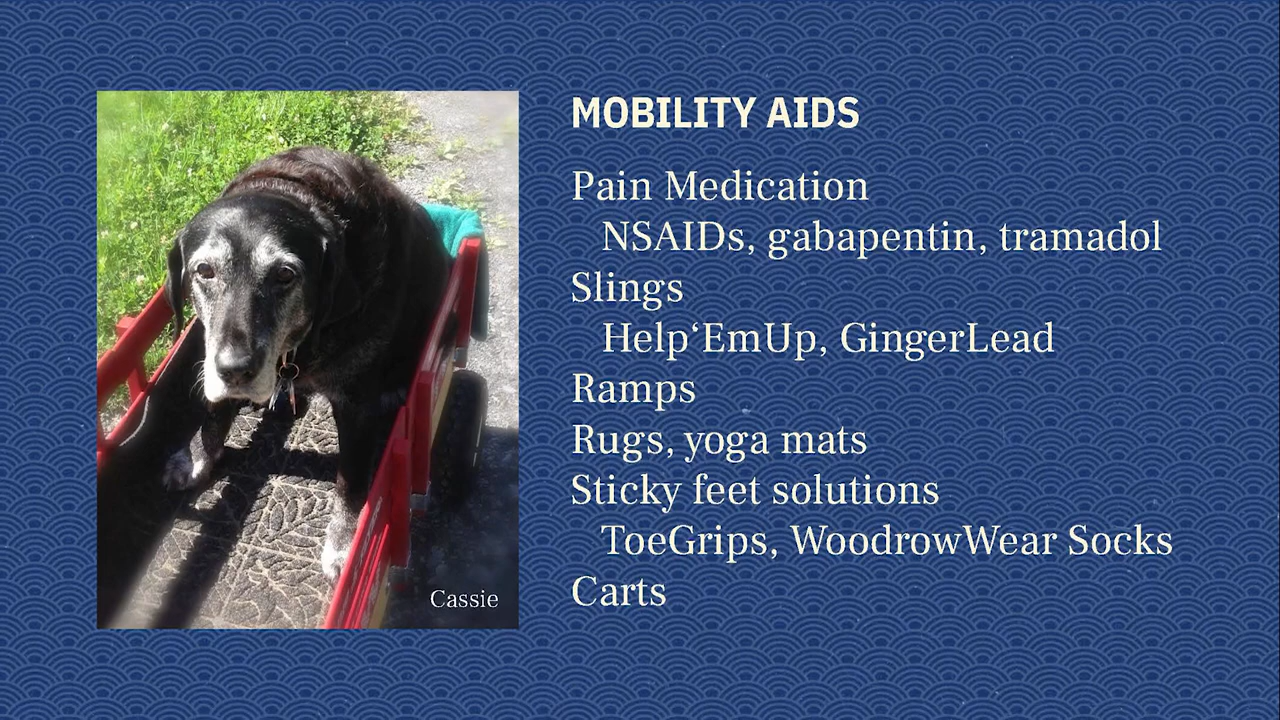 MOBILITY AIDS
Pain Medication
NSAIDs, gabapentin, tramadol
Slings
Help‘EmUp, GingerLead
Ramps
Rugs, yoga mats
Sticky feet solutions
ToeGrips, WoodrowWear Socks
Carts
Cassie